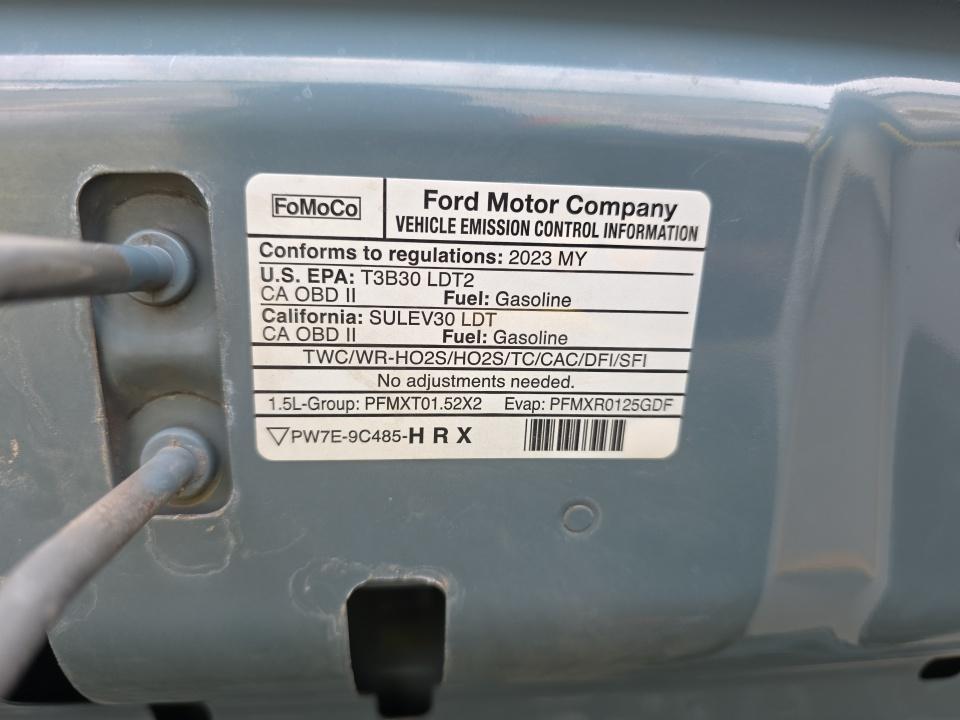 FoMoCo
Ford Motor Company
VEHICLE EMISSION CONTROL INFORMATION
Conforms to regulations: 2023 MY
U.S. EPA: T3B30 LDT2
CA OBD II Fuel: Gasoline
California: SULEV30 LDT
CA OBD II Fuel: Gasoline
TWC/WR-HO2S/HO2S/TC/CAC/DFI/SFI
No adjustments needed.
1.5L-Group: PFMXT01.52X2 Evap: PFMXR0125GDF
▽PW7E-9C485-H R X